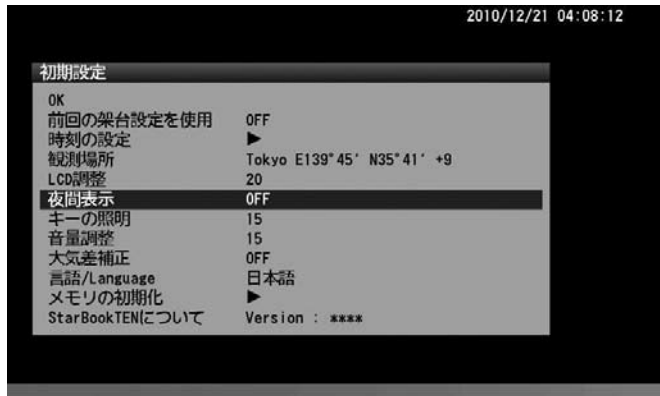 2010/12/21 04:08:12
初期設定
OK
前回の架台設定を使用 OFF
時刻の設定 ▶
観測場所 Tokyo E139°45′ N35°41′ +9
LCD調整 20
夜間表示 OFF
キーの照明 15
音量調整 15
大気差補正 OFF
言語/Language 日本語
メモリの初期化 ▶
StarBookTENについて Version : ****